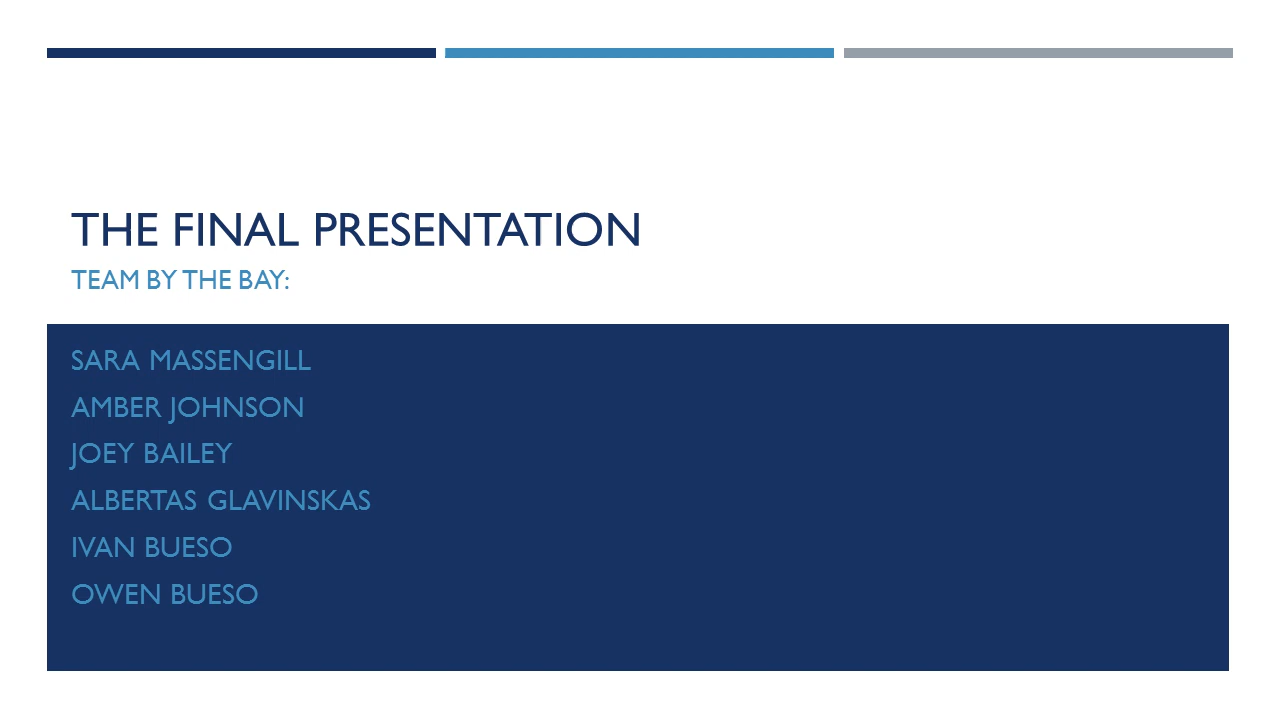 THE FINAL PRESENTATION
TEAM BY THE BAY:
SARA MASSENGILL
AMBER JOHNSON
JOEY BAILEY
ALBERTAS GLAVINSKAS
IVAN BUESO
OWEN BUESO